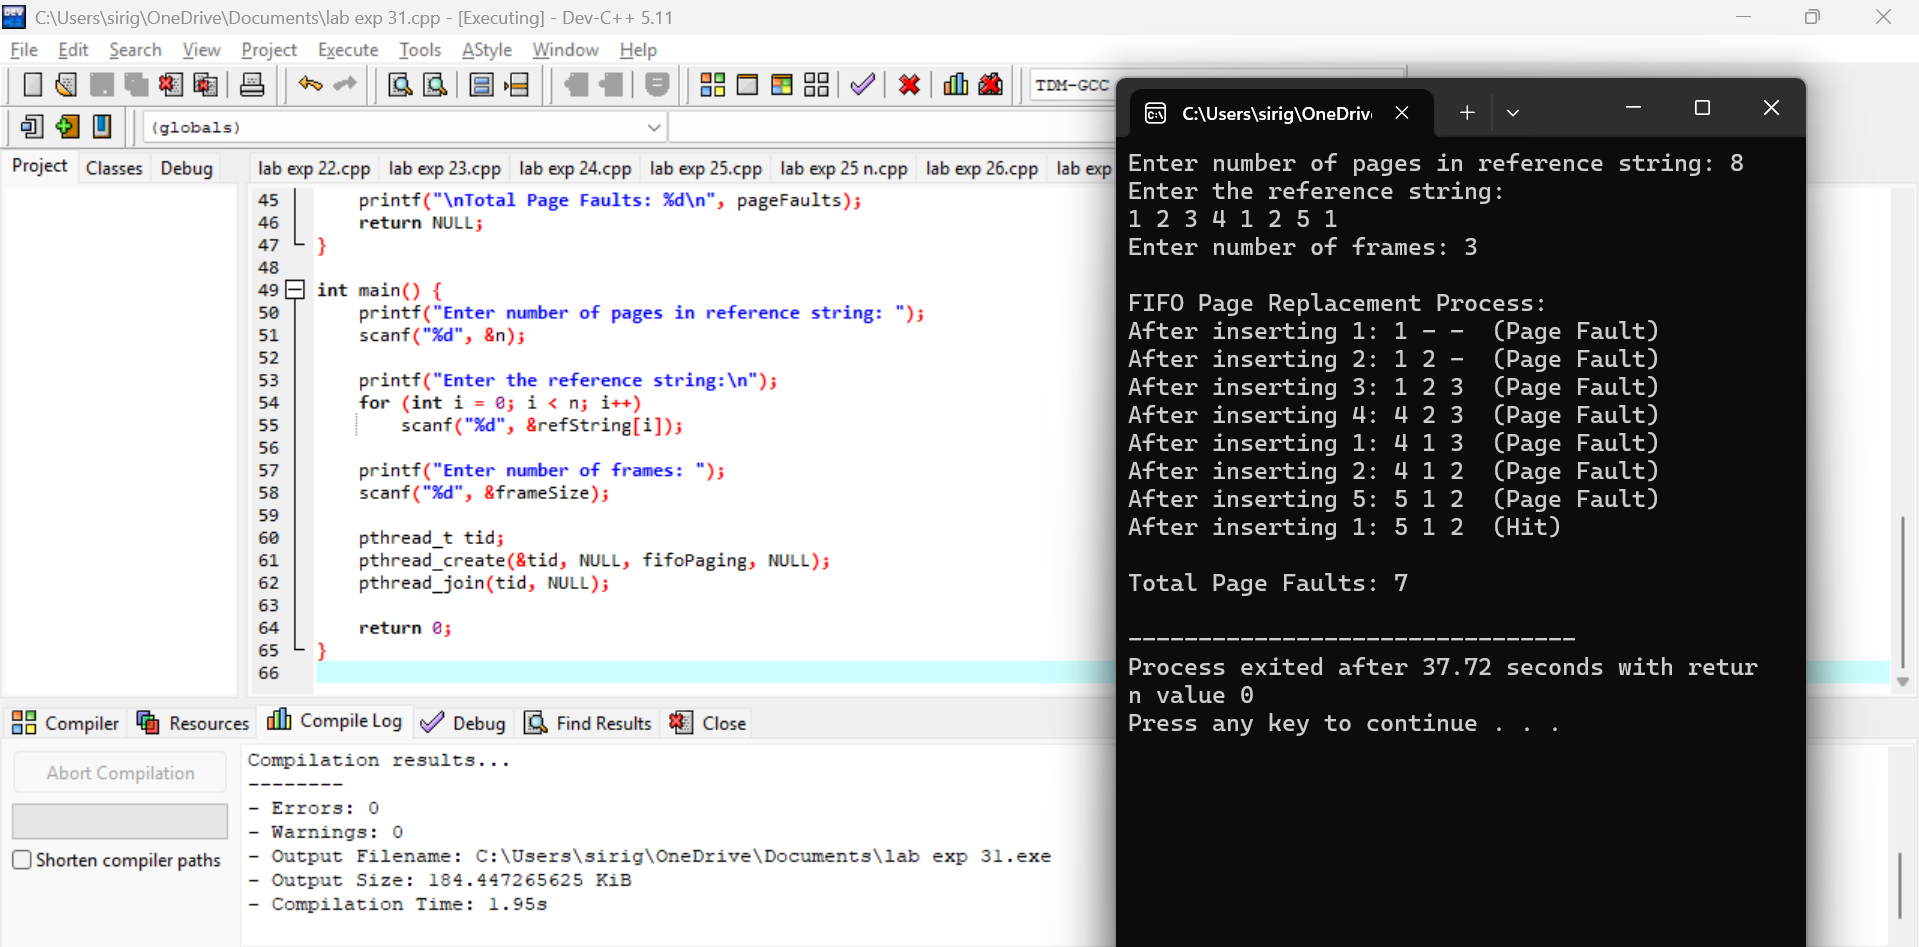 C:\Users\sirig\OneDrive\Documents\lab exp 31.cpp - [Executing] - Dev-C++ 5.11
File Edit Search View Project Execute Tools AStyle Window Help
TDM-GCC
(globals)
Project Classes Debug
lab exp 22.cpp lab exp 23.cpp lab exp 24.cpp lab exp 25.cpp lab exp 25 n.cpp lab exp 26.cpp lab exp
45 printf("\nTotal Page Faults: %d\n", pageFaults);
46 return NULL;
47 }
48
49 int main() {
50 printf("Enter number of pages in reference string: ");
51 scanf("%d", &n);
52
53 printf("Enter the reference string:\n");
54 for (int i = 0; i < n; i++)
55 scanf("%d", &refString[i]);
56
57 printf("Enter number of frames: ");
58 scanf("%d", &frameSize);
59
60 pthread_t tid;
61 pthread_create(&tid, NULL, fifoPaging, NULL);
62 pthread_join(tid, NULL);
63
64 return 0;
65 }
66
Compiler Resources Compile Log Debug Find Results Close
Abort Compilation
Shorten compiler paths
Compilation results...
--------
- Errors: 0
- Warnings: 0
- Output Filename: C:\Users\sirig\OneDrive\Documents\lab exp 31.exe
- Output Size: 184.447265625 KiB
- Compilation Time: 1.95s
C:\Users\sirig\OneDriv
Enter number of pages in reference string: 8
Enter the reference string:
1 2 3 4 1 2 5 1
Enter number of frames: 3
FIFO Page Replacement Process:
After inserting 1: 1 - -  (Page Fault)
After inserting 2: 1 2 -  (Page Fault)
After inserting 3: 1 2 3  (Page Fault)
After inserting 4: 4 2 3  (Page Fault)
After inserting 1: 4 1 3  (Page Fault)
After inserting 2: 4 1 2  (Page Fault)
After inserting 5: 5 1 2  (Page Fault)
After inserting 1: 5 1 2  (Hit)
Total Page Faults: 7
--------------------------------
Process exited after 37.72 seconds with retur
n value 0
Press any key to continue . . .